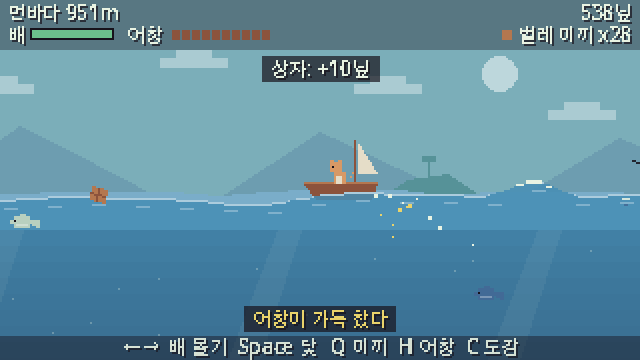 먼바다 951m
538닢
배 어창
벌레 미끼 x28
상자: +10닢
어창이 가득 찼다
←→ 배 몰기 Space 닻 Q 미끼 H 어창 C 도감